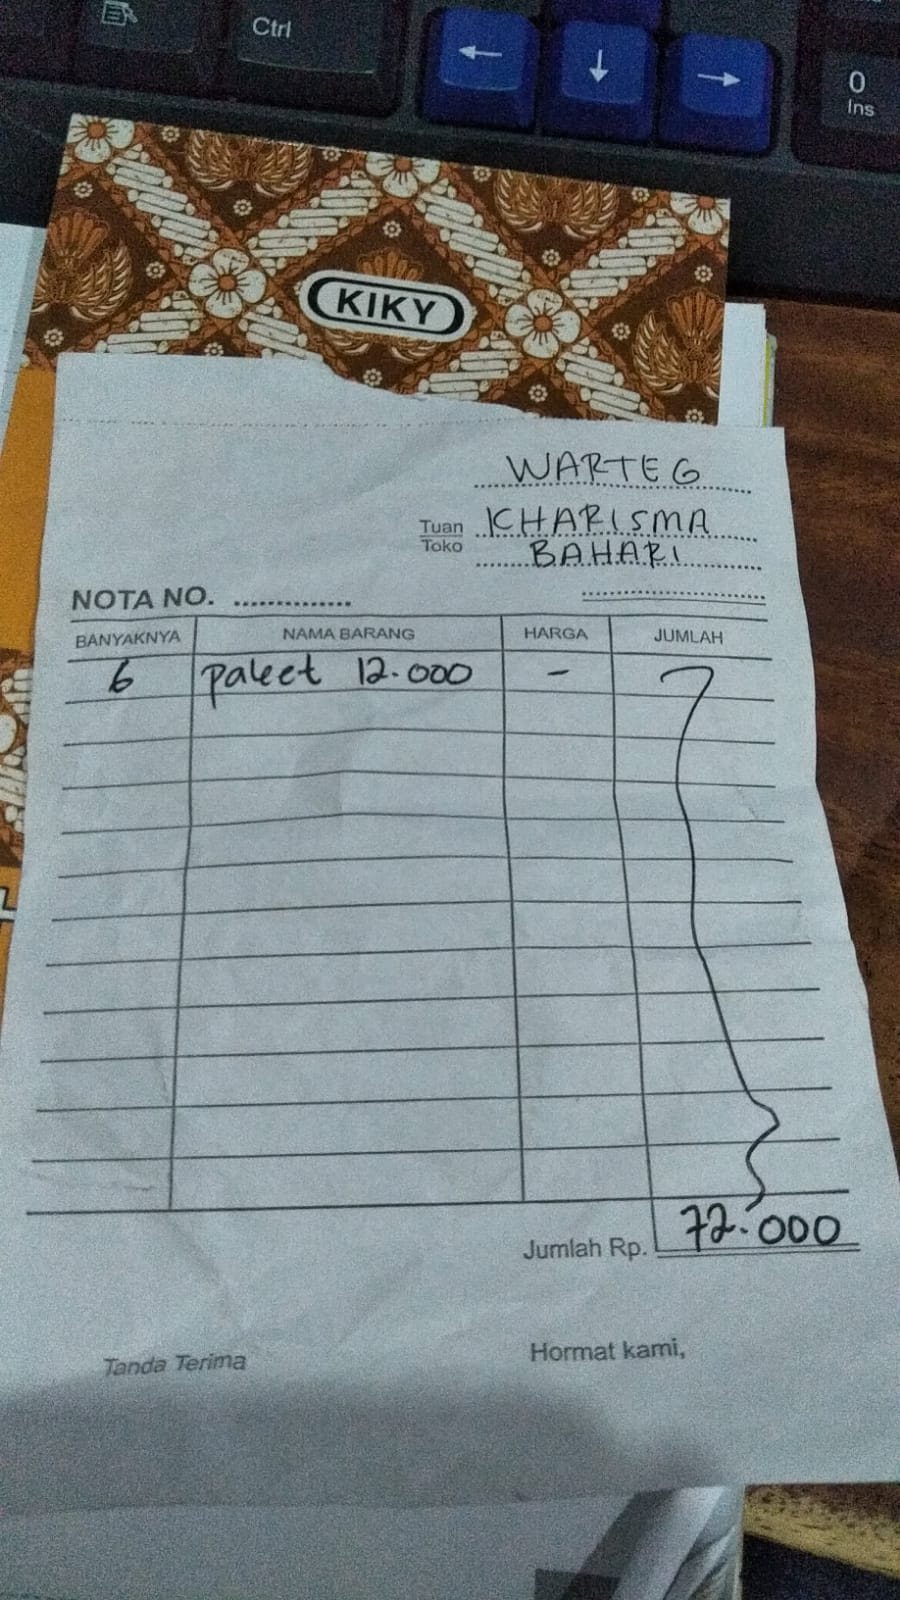 Ctrl
←
↓
→
0
Ins
KIKY
WARTEG
Tuan
Toko
KHARISMA
BAHARI
NOTA NO. ..............
BANYAKNYA NAMA BARANG HARGA JUMLAH
6 paket 12.000 -
Jumlah Rp. 72.000
Tanda Terima Hormat kami,